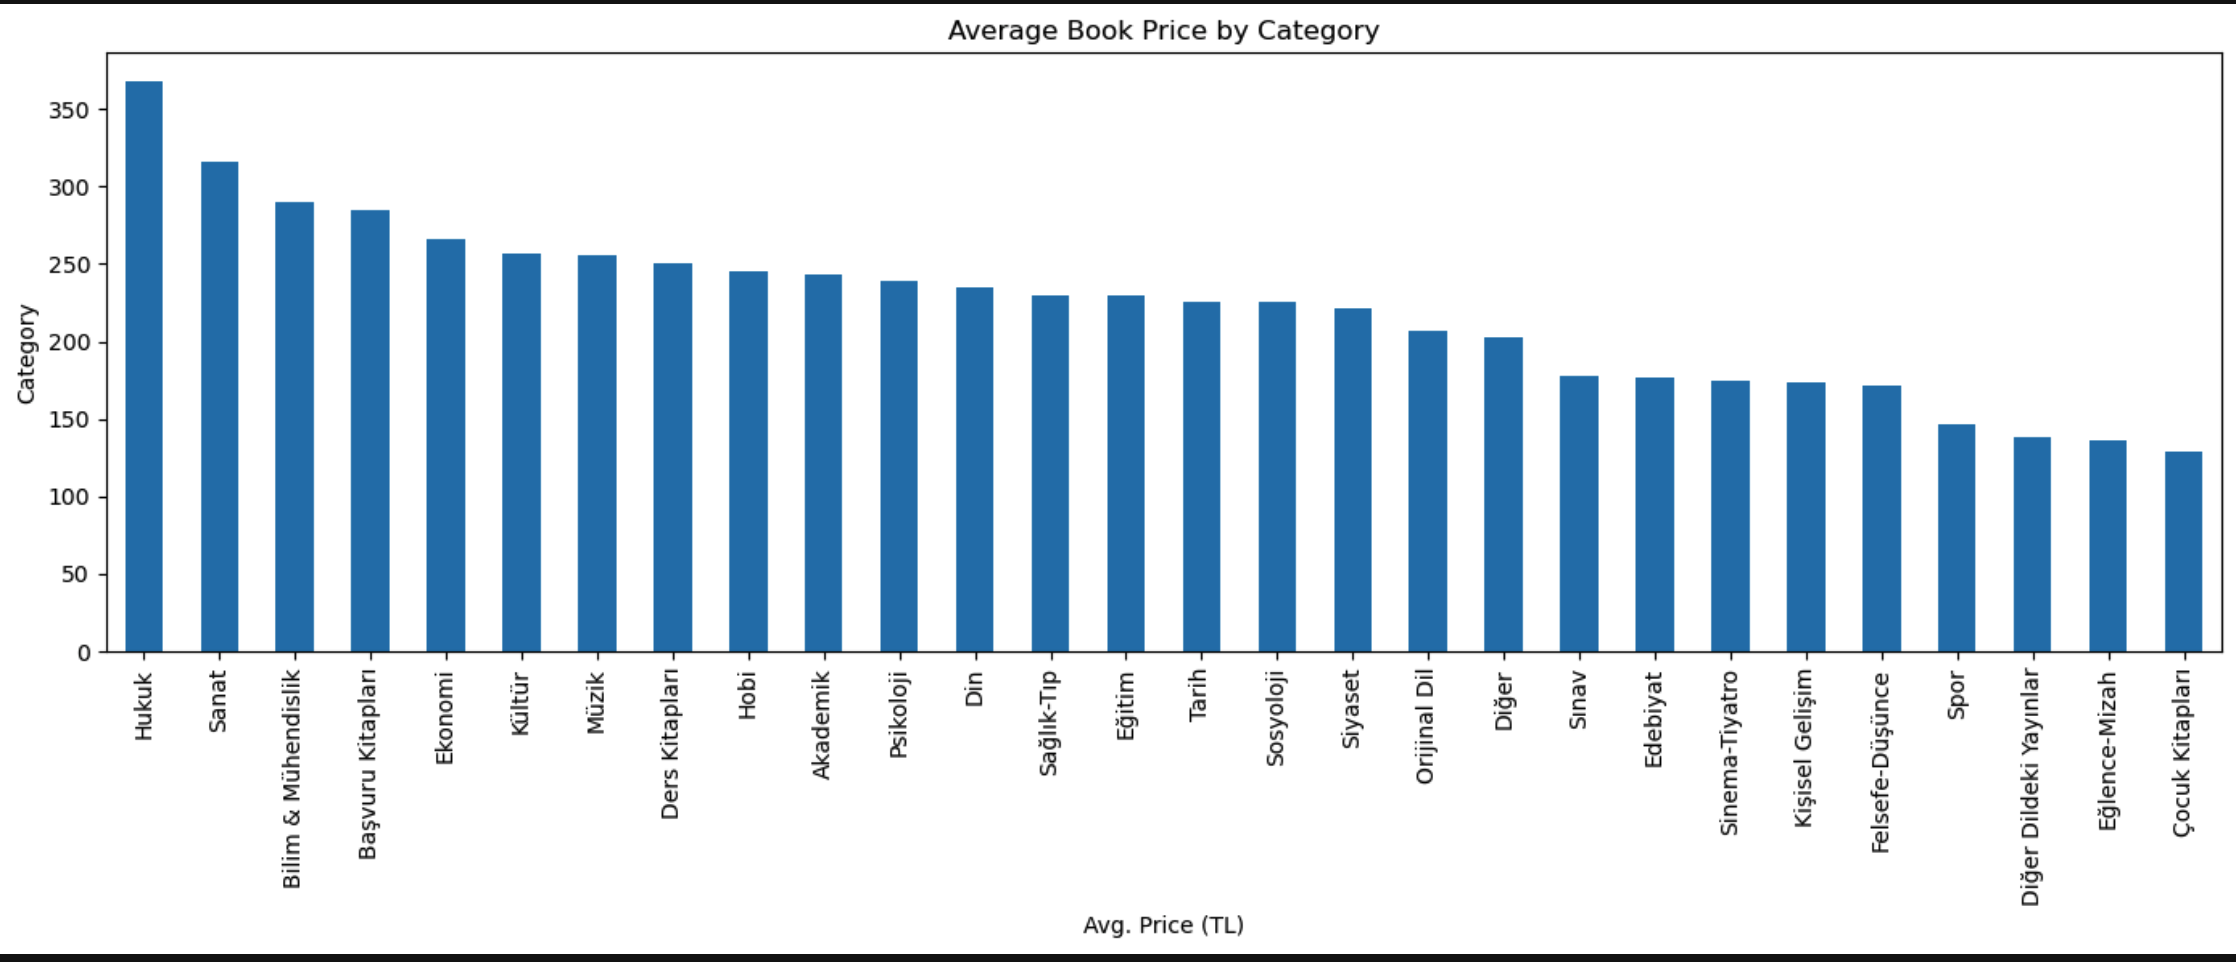 Average Book Price by Category
Category
350
300
250
200
150
100
50
0
Hukuk
Sanat
Bilim & Mühendislik
Başvuru Kitapları
Ekonomi
Kültür
Müzik
Ders Kitapları
Hobi
Akademik
Psikoloji
Din
Sağlık-Tıp
Eğitim
Tarih
Sosyoloji
Siyaset
Orijinal Dil
Diğer
Sınav
Edebiyat
Sinema-Tiyatro
Kişisel Gelişim
Felsefe-Düşünce
Spor
Diğer Dildeki Yayınlar
Eğlence-Mizah
Çocuk Kitapları
Avg. Price (TL)